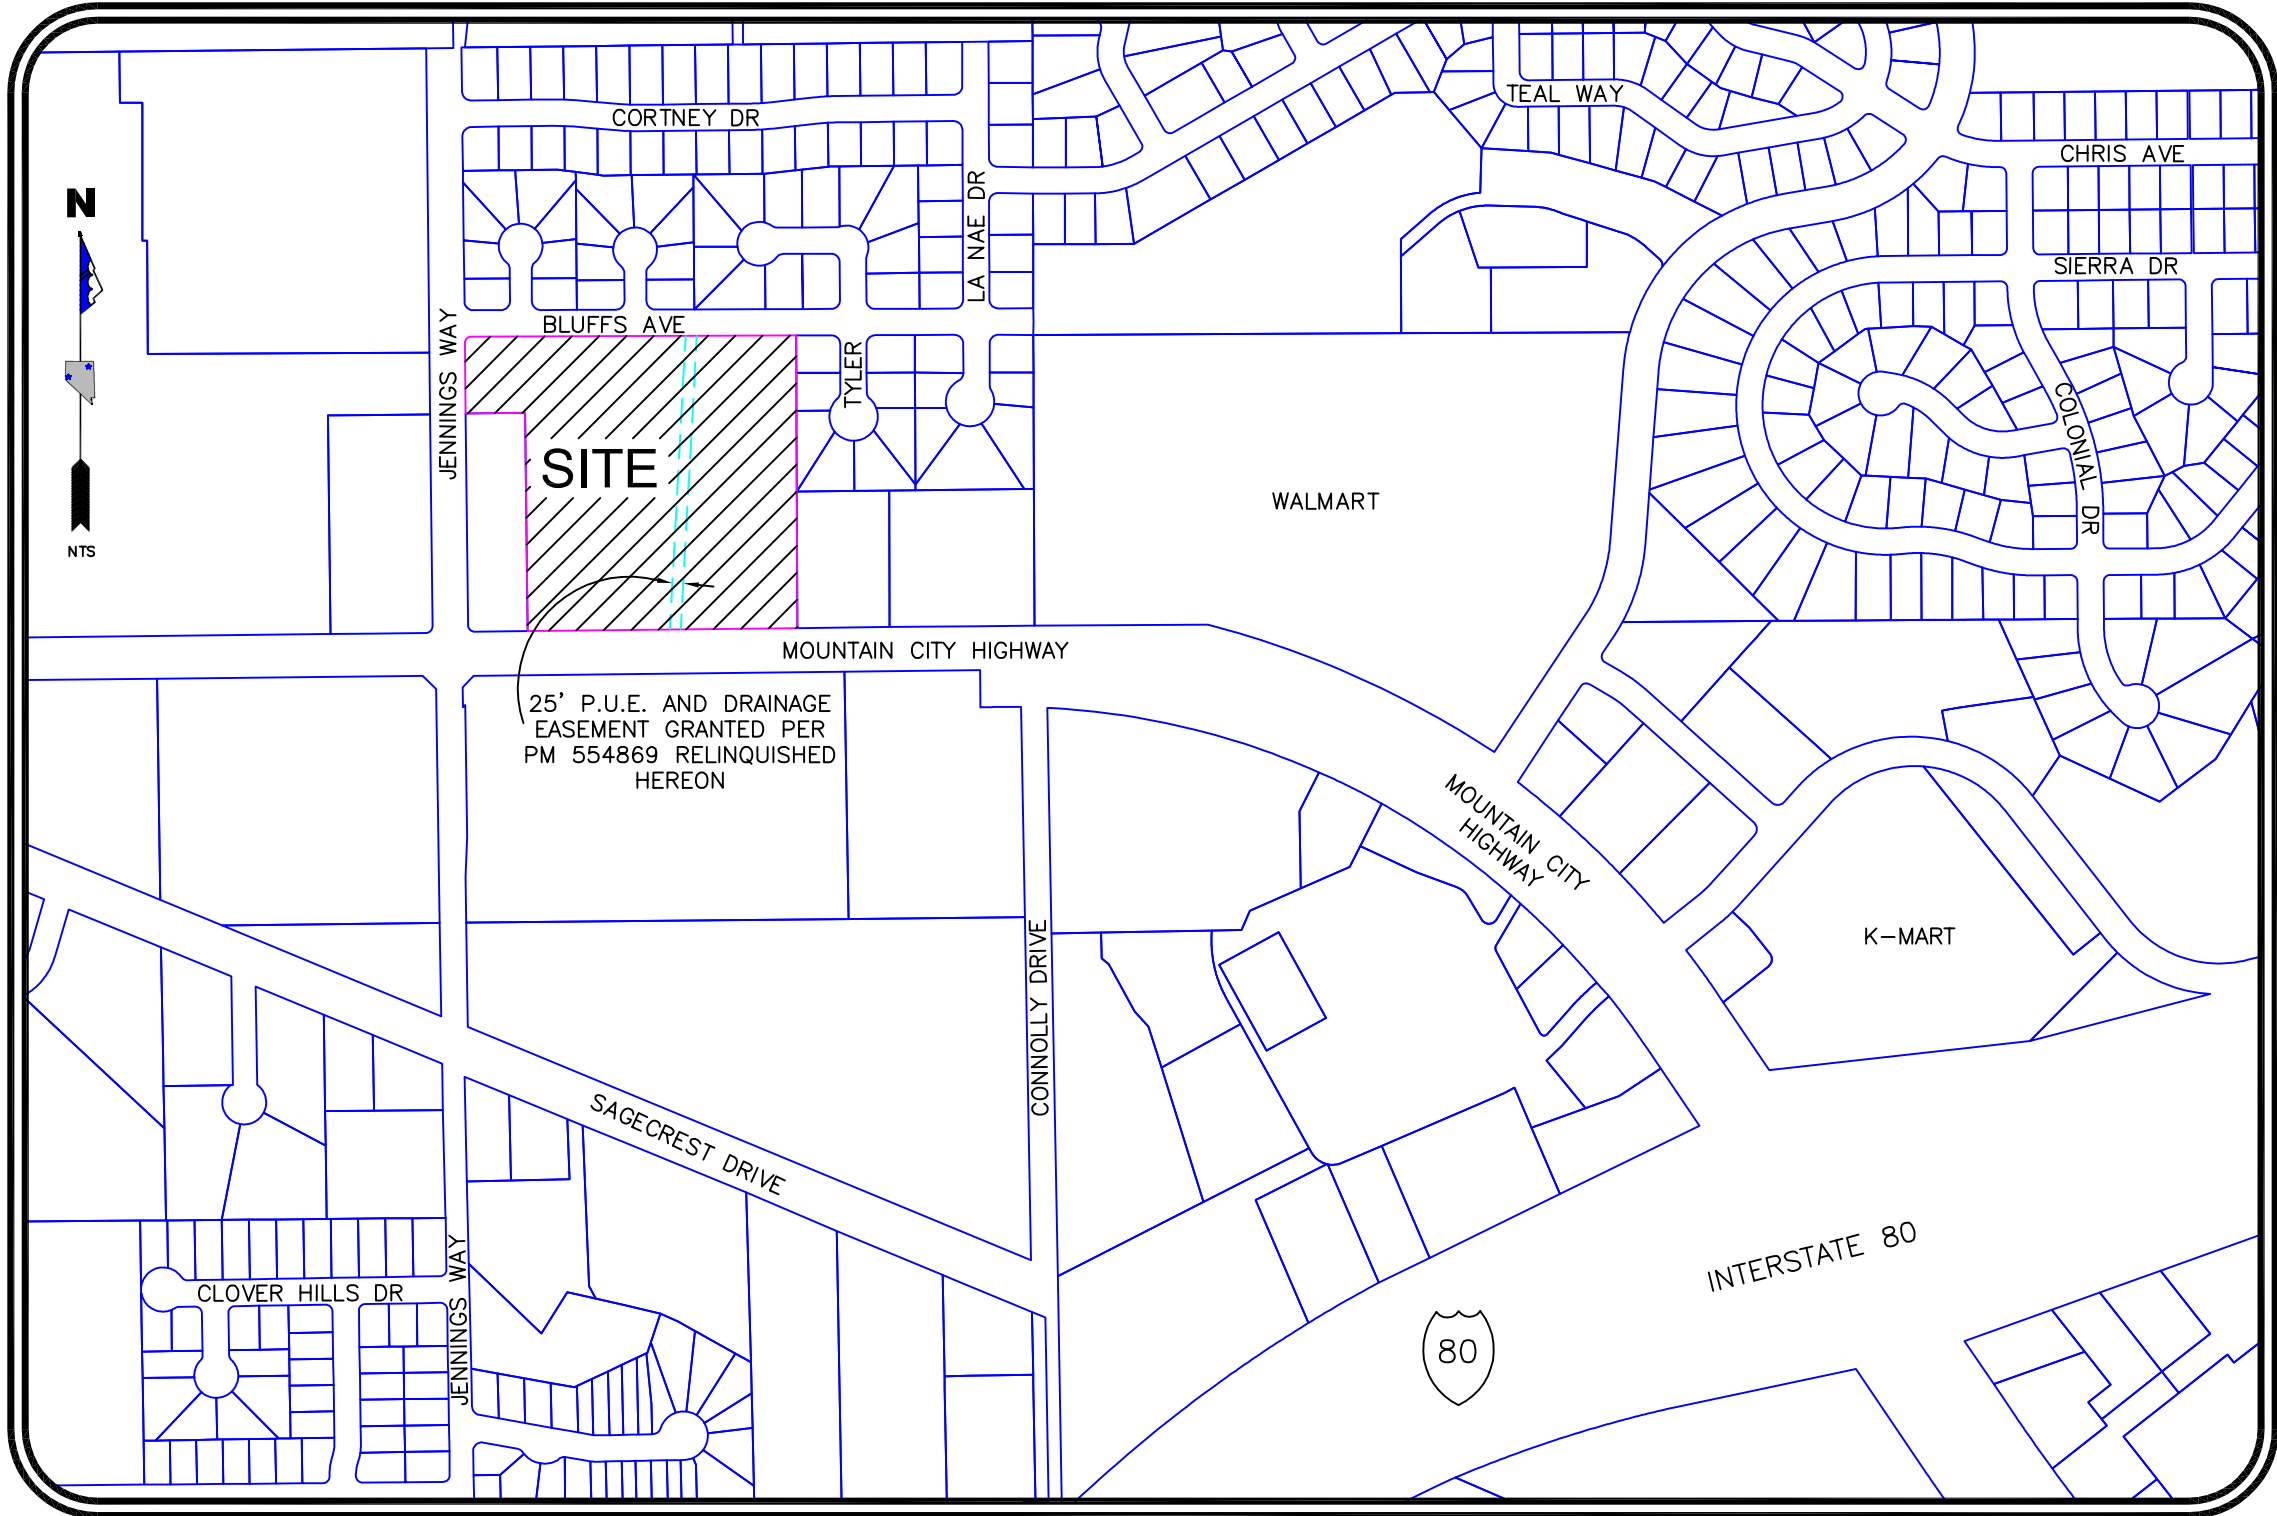 TEAL WAY
CORTNEY DR
CHRIS AVE
N
LA NAE DR
SIERRA DR
BLUFFS AVE
JENNINGS WAY
TYLER
COLONIAL DR
SITE
WALMART
NTS
MOUNTAIN CITY HIGHWAY
25' P.U.E. AND DRAINAGE
EASEMENT GRANTED PER
PM 554869 RELINQUISHED
HEREON
MOUNTAIN CITY
HIGHWAY
K-MART
CONNOLLY DRIVE
SAGECREST DRIVE
INTERSTATE 80
JENNINGS WAY
CLOVER HILLS DR
80